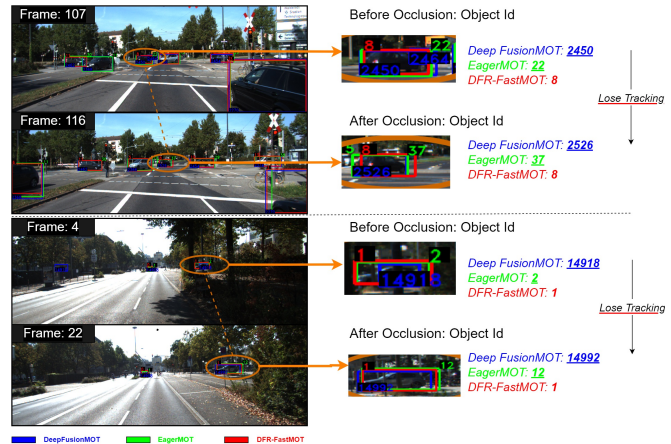 Frame: 107
Before Occlusion: Object Id
8 22
2450 2454
Deep FusionMOT: 2450
EagerMOT: 22
DFR-FastMOT: 8
Lose Tracking
Frame: 116
After Occlusion: Object Id
8 37
2526
Deep FusionMOT: 2526
EagerMOT: 37
DFR-FastMOT: 8
Frame: 4
Before Occlusion: Object Id
1 2
14918
Deep FusionMOT: 14918
EagerMOT: 2
DFR-FastMOT: 1
Lose Tracking
Frame: 22
After Occlusion: Object Id
1 12
Deep FusionMOT: 14992
EagerMOT: 12
DFR-FastMOT: 1
DeepFusionMOT EagerMOT DFR-FastMOT